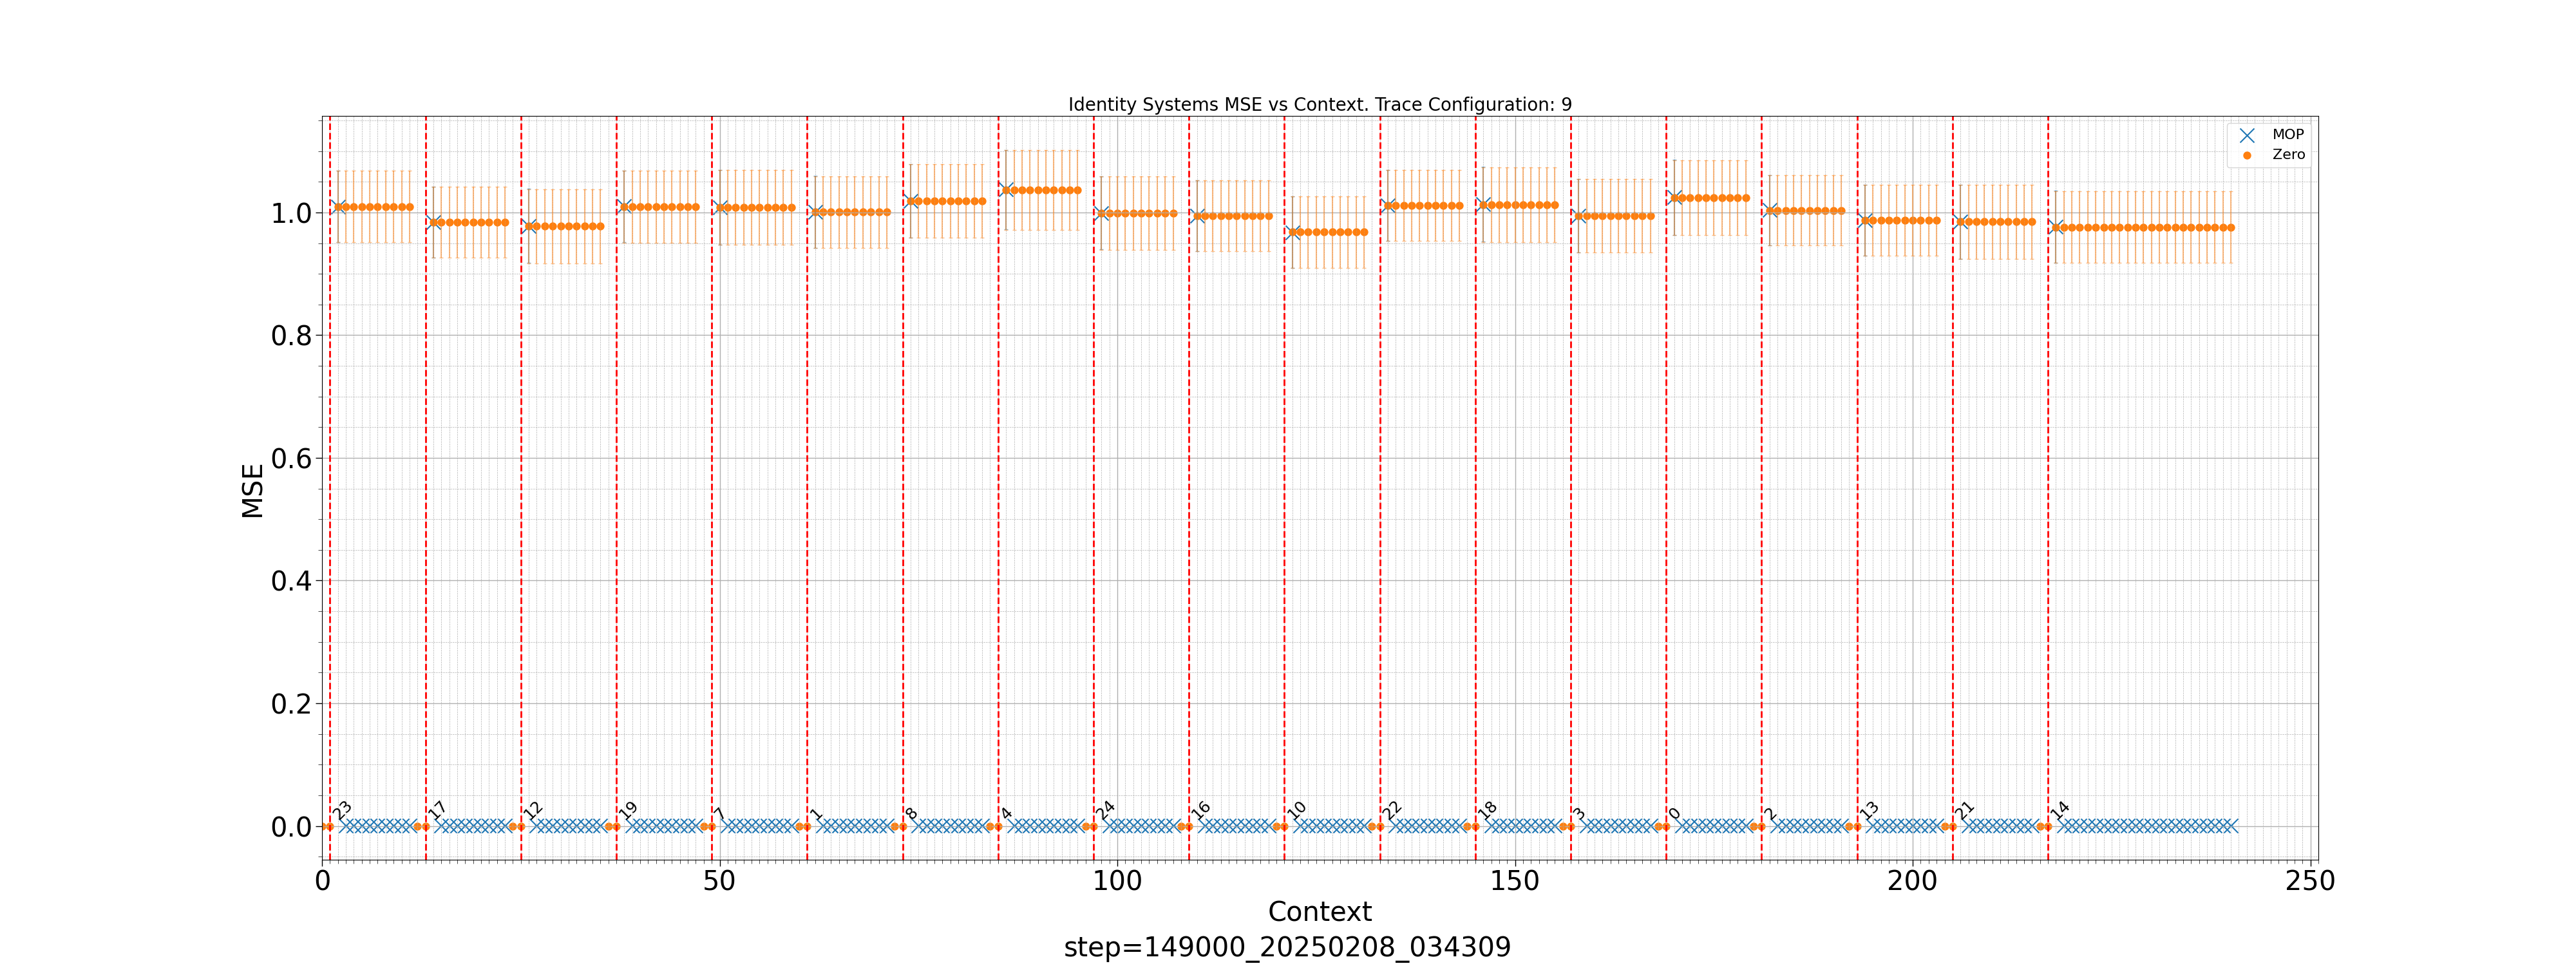 Identity Systems MSE vs Context. Trace Configuration: 9
MOP
Zero
1.0
0.8
0.6
0.4
0.2
0.0
MSE
23 17 12 19 7 1 8 4 24 16 10 22 18 3 0 2 13 21 14
0 50 100 150 200 250
Context
step=149000_20250208_034309